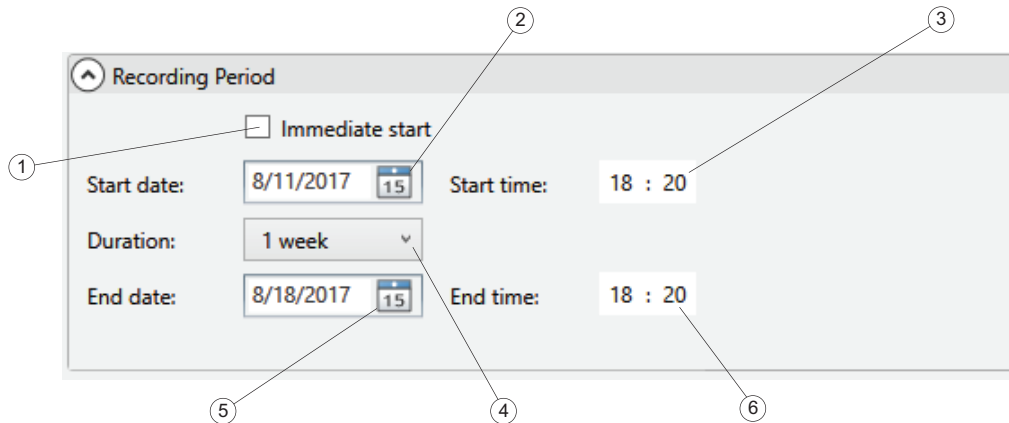 2
3
Recording Period
Immediate start
1
Start date: 8/11/2017 15 Start time: 18 : 20
Duration: 1 week
End date: 8/18/2017 15 End time: 18 : 20
5
4
6